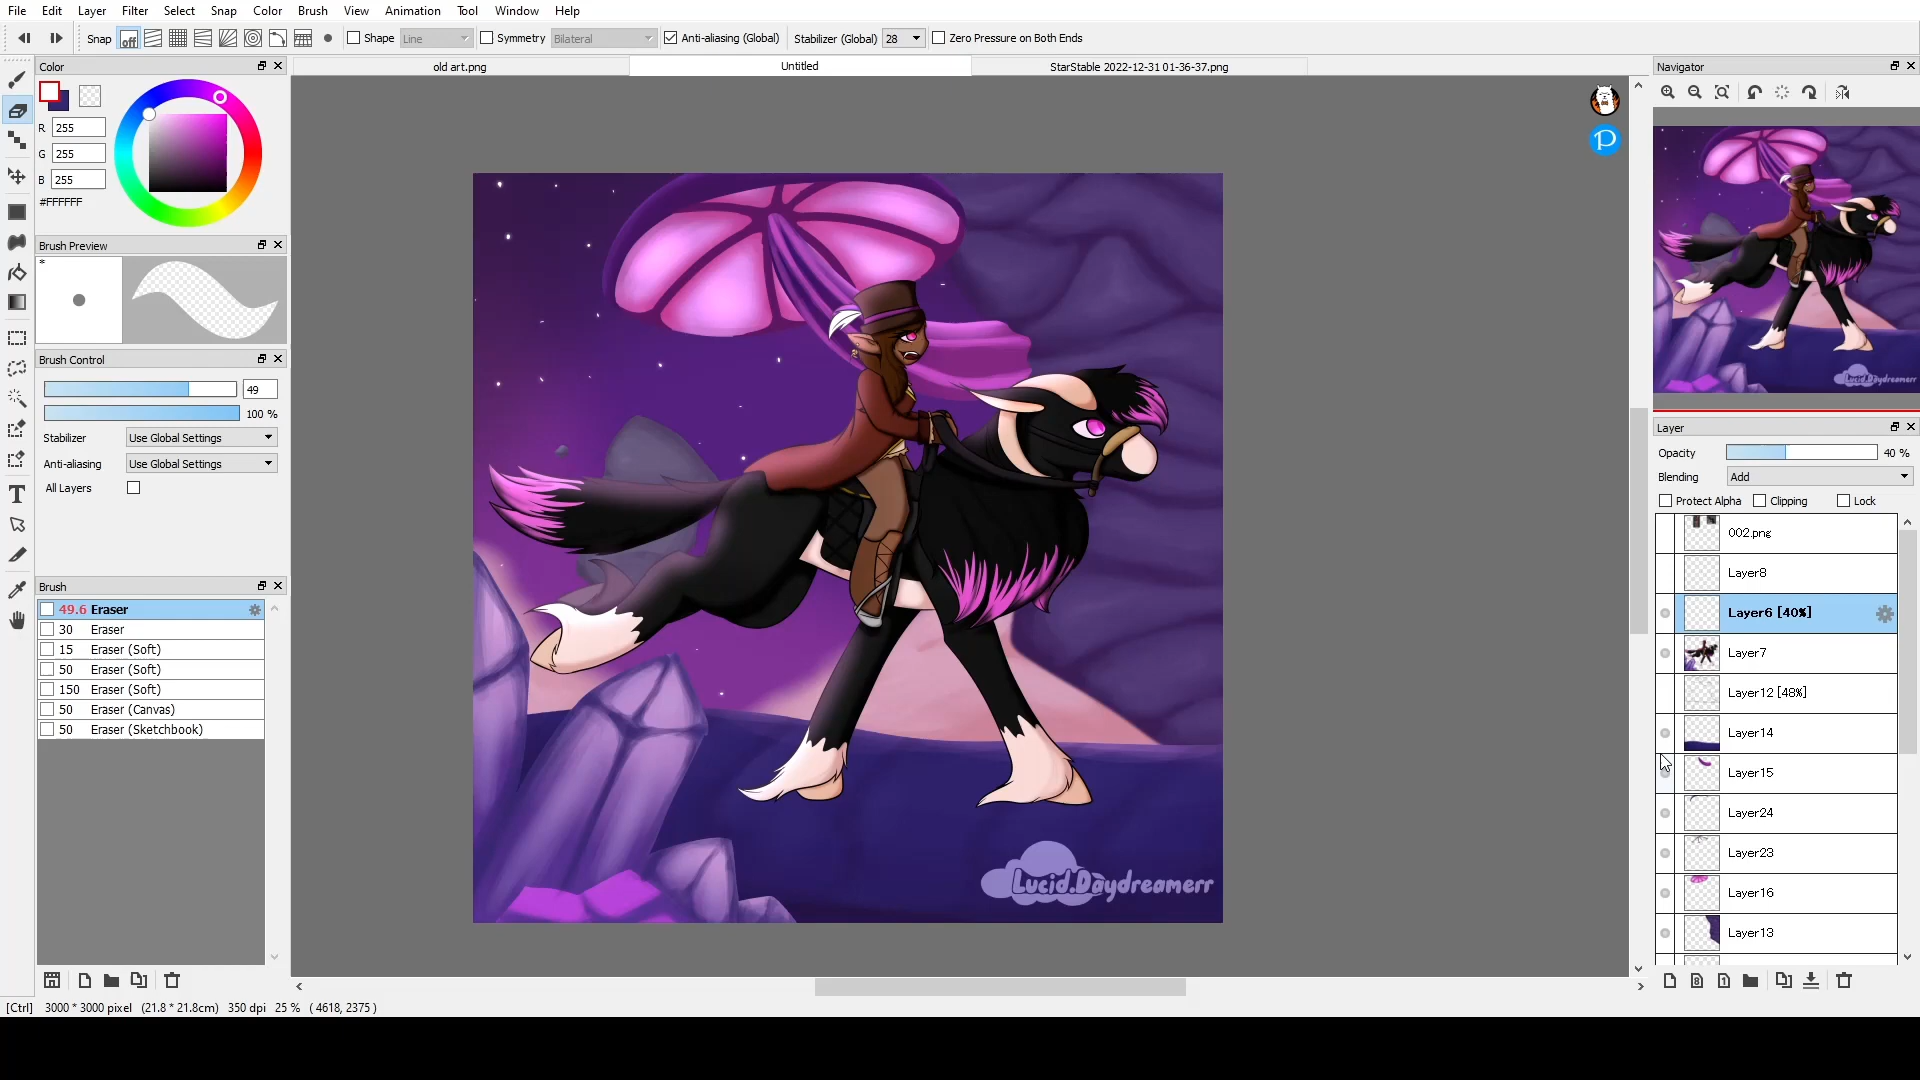 File Edit Layer Filter Select Snap Color Brush View Animation Tool Window Help
Snap off Shape Line Symmetry Bilateral Anti-aliasing (Global) Stabilizer (Global) 28 Zero Pressure on Both Ends
Color
old art.png
Untitled
StarStable 2022-12-31 01-36-37.png
Navigator
R 255
G 255
B 255
#FFFFFF
Brush Preview
*
Brush Control
49
100 %
Stabilizer Use Global Settings
Anti-aliasing Use Global Settings
All Layers
Brush
49.6 Eraser
30 Eraser
15 Eraser (Soft)
50 Eraser (Soft)
150 Eraser (Soft)
50 Eraser (Canvas)
50 Eraser (Sketchbook)
P
Lucid.Daydreamerr
Lucid.Daydreamerr
Layer
Opacity 40 %
Blending Add
Protect Alpha Clipping Lock
002.png
Layer8
Layer6 [40%]
Layer7
Layer12 [48%]
Layer14
Layer15
Layer24
Layer23
Layer16
Layer13
8 1
[Ctrl] 3000 * 3000 pixel (21.8 * 21.8cm) 350 dpi 25 % ( 4618, 2375 )